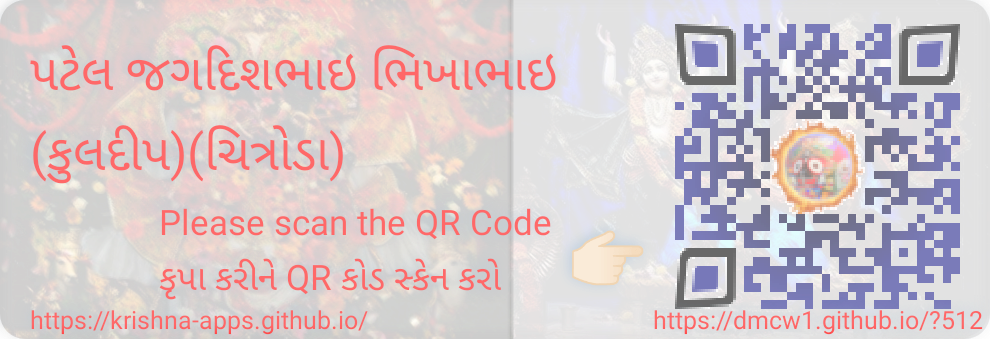 પટેલ જગદિશભાઇ ભિખાભાઇ
(કુલદીપ)(ચિત્રોડા)
Please scan the QR Code
કૃપા કરીને QR કોડ સ્કેન કરો
https://krishna-apps.github.io/
https://dmcw1.github.io/?512